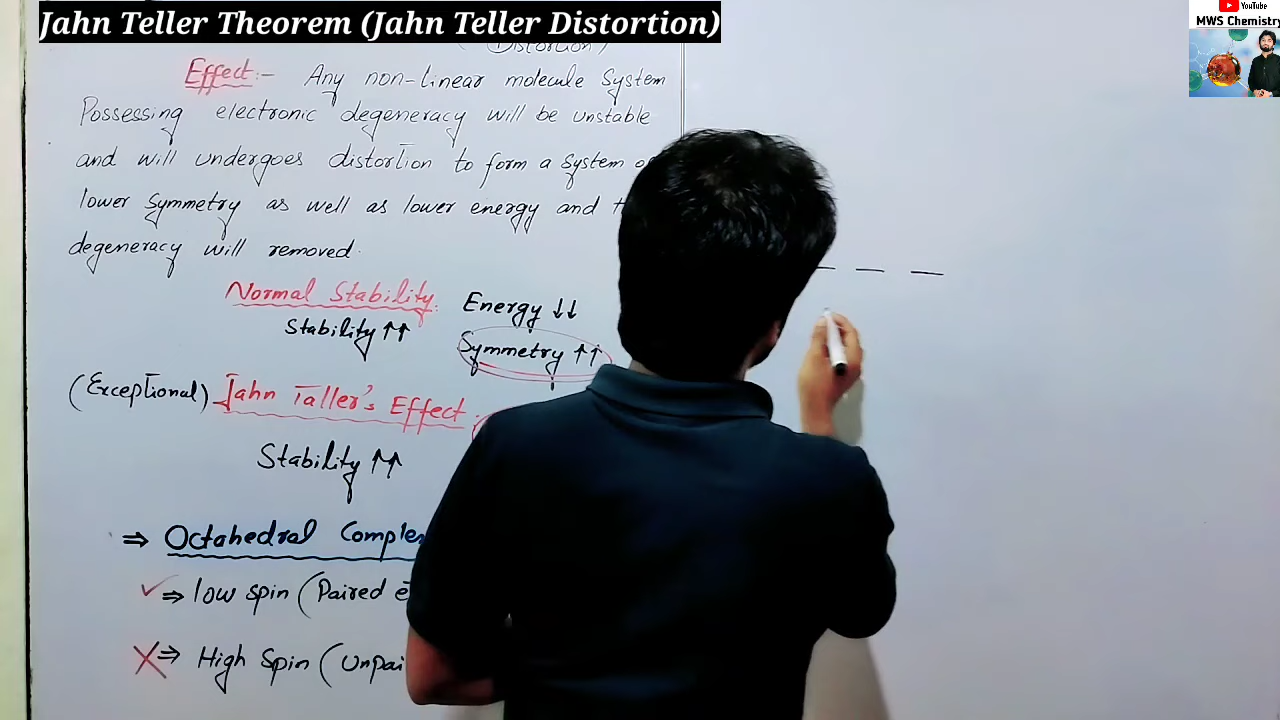 Jahn Teller Theorem (Jahn Teller Distortion)
YouTube
MWS Chemistry
(Distortion)
Effect:- Any non-linear molecule System
Possessing electronic degeneracy will be unstable
and will undergoes distortion to form a System
lower Symmetry as well as lower energy and
degeneracy will removed.
Normal Stability:
Stability ↑↑ Energy ↓↓
Symmetry ↑↑
(Exceptional) Jahn Taller's Effect.
Stability ↑↑
⇒ Octahedral Comple
✓ ⇒ low spin (Paired e
X ⇒ High Spin (Unpai